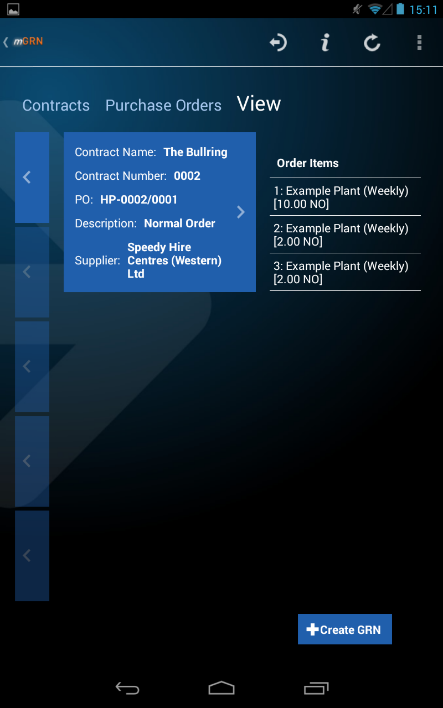 15:11
mGRN
Contracts Purchase Orders View
Contract Name: The Bullring
Contract Number: 0002
PO: HP-0002/0001
Description: Normal Order
Supplier: Speedy Hire
Centres (Western)
Ltd
Order Items
1: Example Plant (Weekly)
[10.00 NO]
2: Example Plant (Weekly)
[2.00 NO]
3: Example Plant (Weekly)
[2.00 NO]
Create GRN